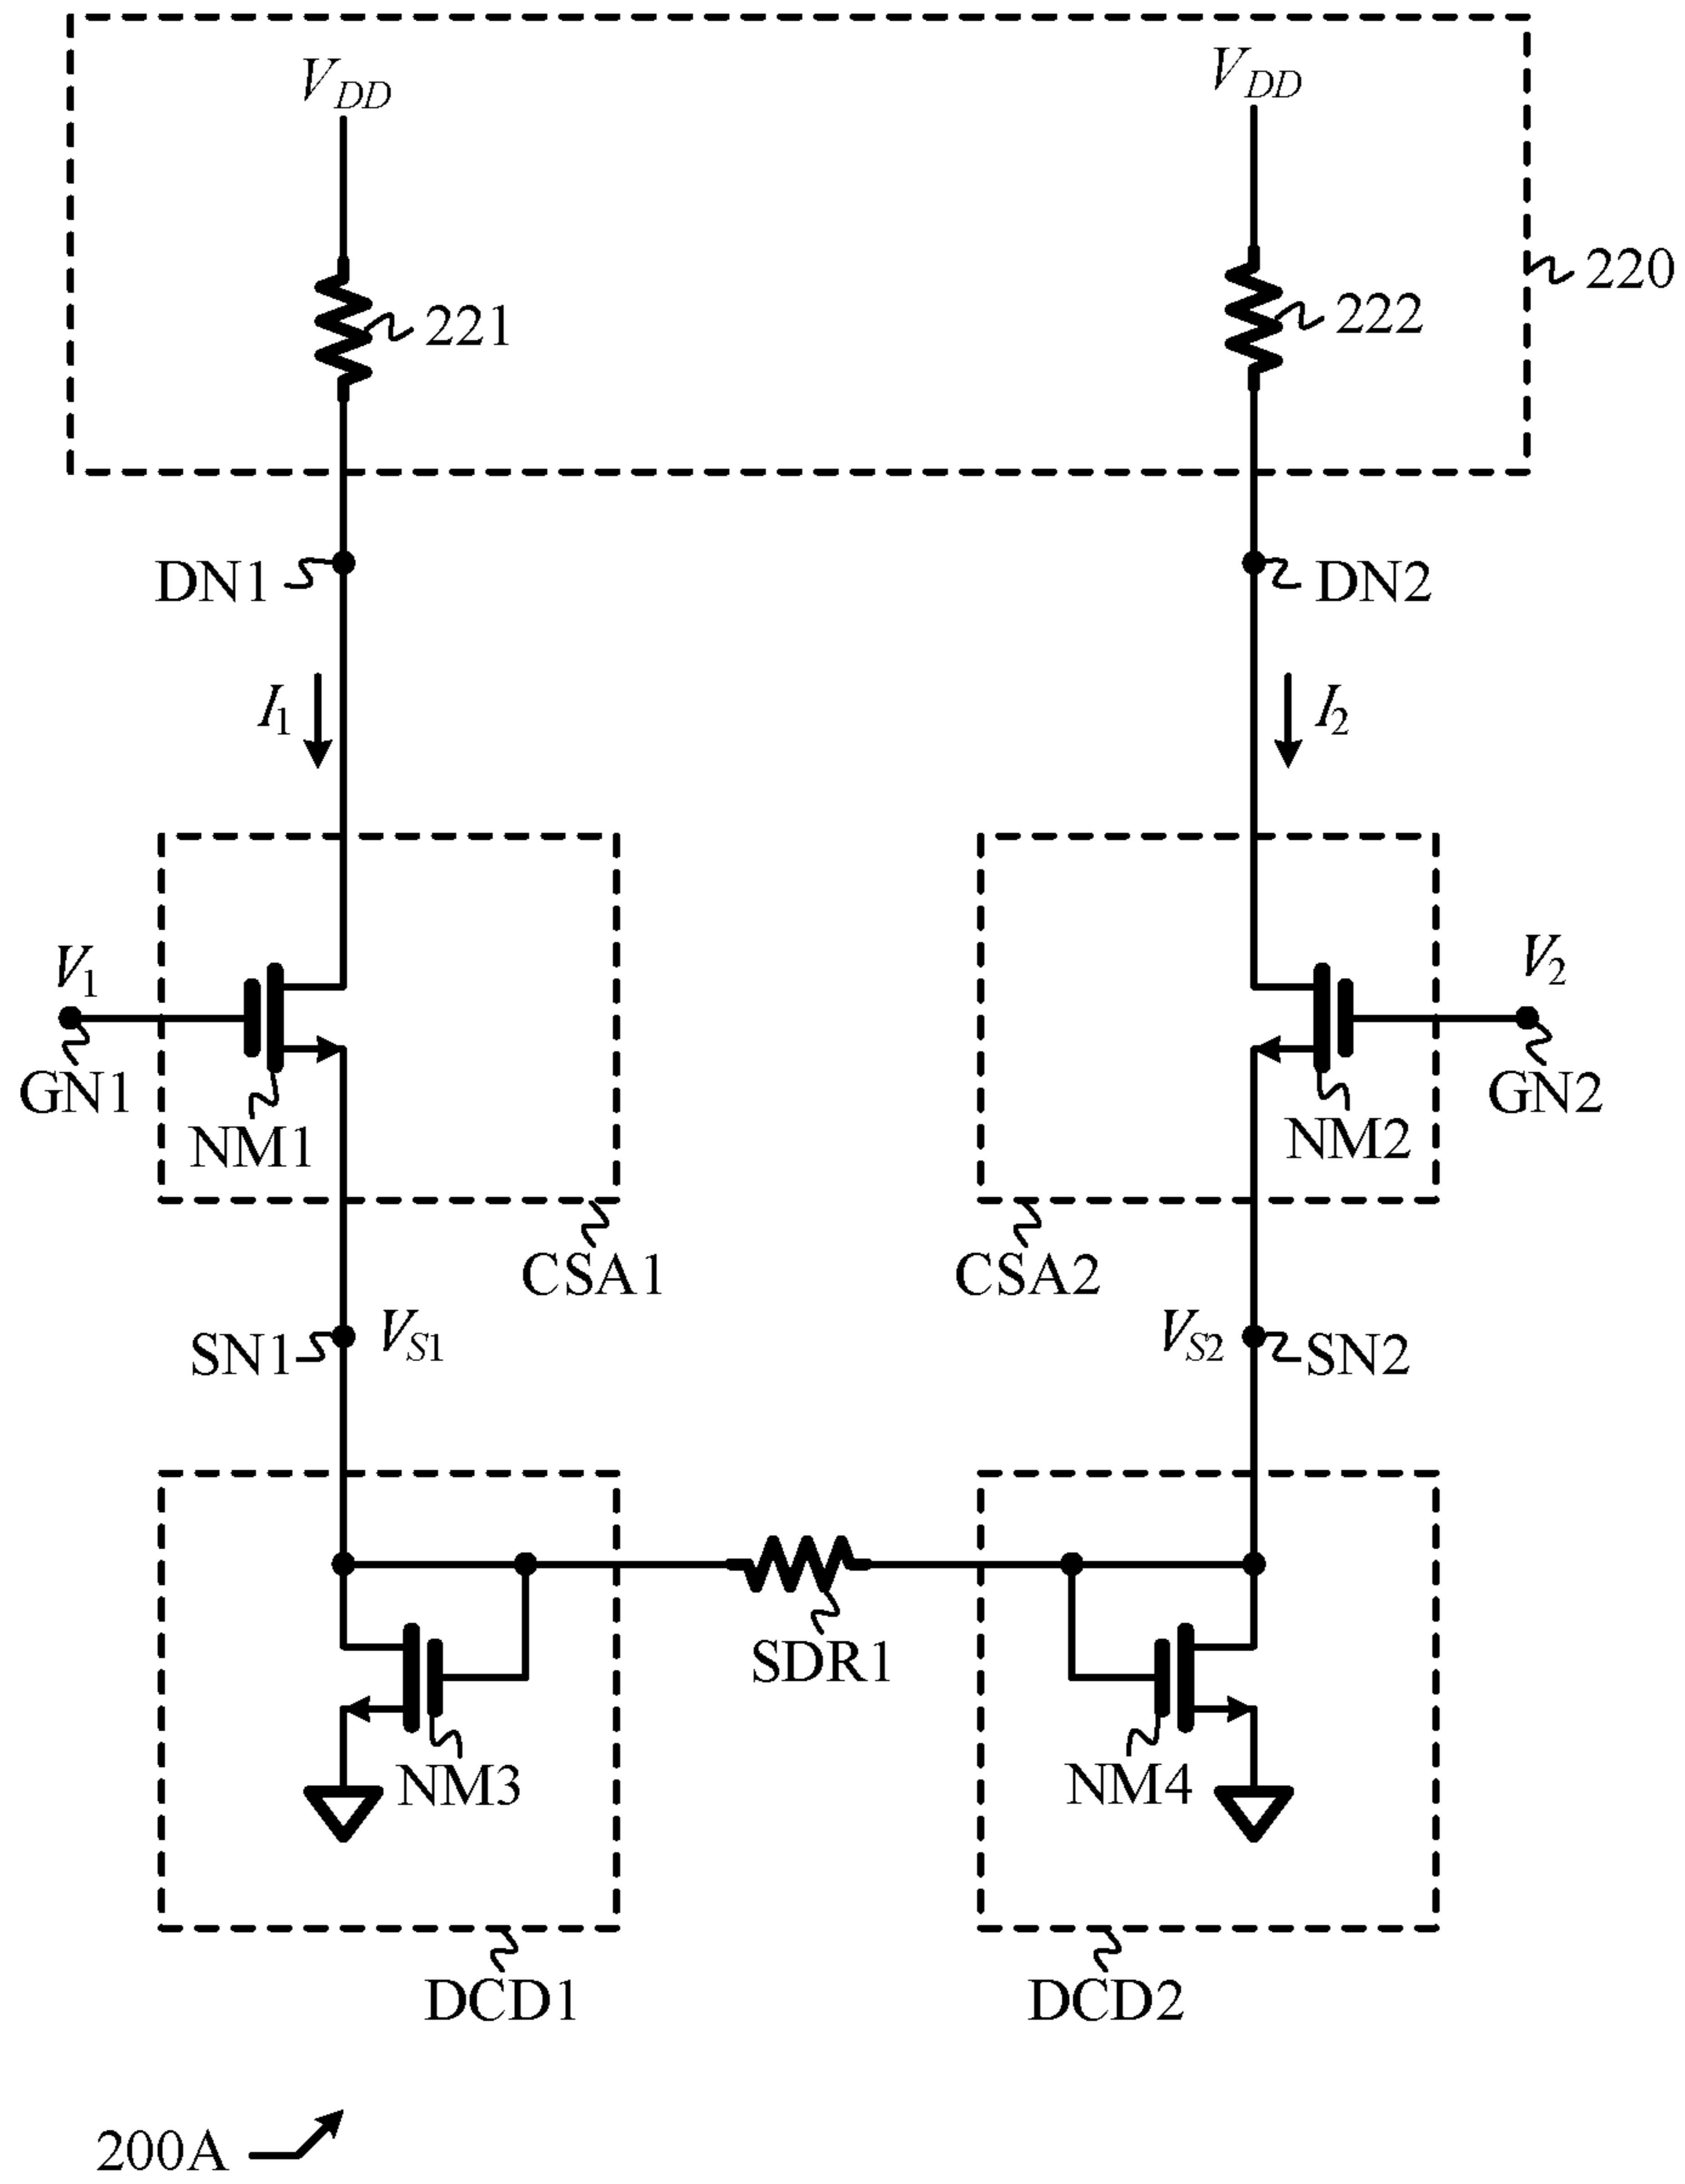 VDD VDD
220
221 222
DN1 DN2
I1 I2
V1 V2
GN1 GN2
NM1 NM2
CSA1 CSA2
SN1 VS1 VS2 SN2
SDR1
NM3 NM4
DCD1 DCD2
200A